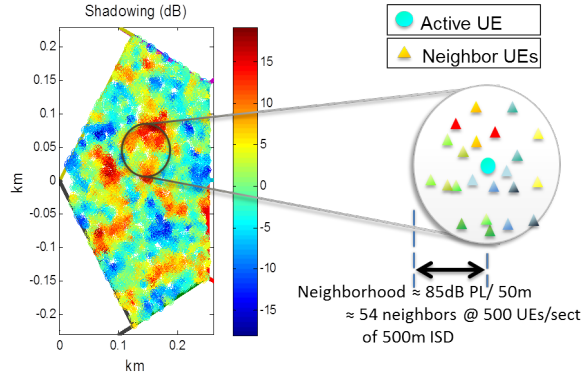 Shadowing (dB)
Active UE
Neighbor UEs
0.2
0.15
0.1
0.05
0
-0.05
-0.1
-0.15
-0.2
km
0
0.1
0.2
km
15
10
5
0
-5
-10
-15
Neighborhood ≈ 85dB PL/ 50m
≈ 54 neighbors @ 500 UEs/sect
of 500m ISD